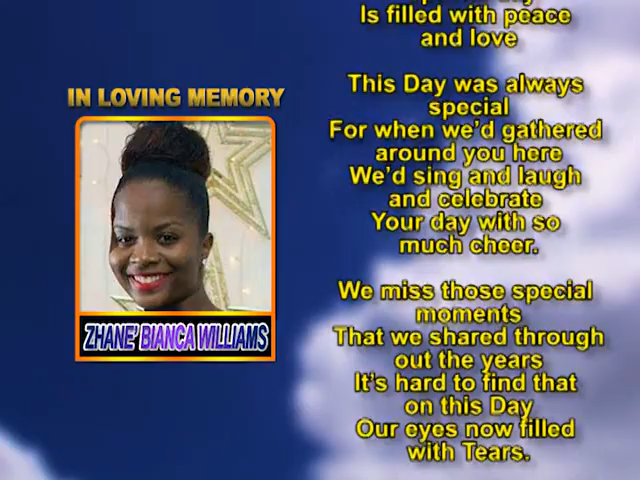 Is filled with peace
and love
IN LOVING MEMORY
This Day was always
special
For when we'd gathered
around you here
We'd sing and laugh
and celebrate
Your day with so
much cheer.
ZHANE' BIANCA WILLIAMS
We miss those special
moments
That we shared through
out the years
It's hard to find that
on this Day
Our eyes now filled
with Tears.